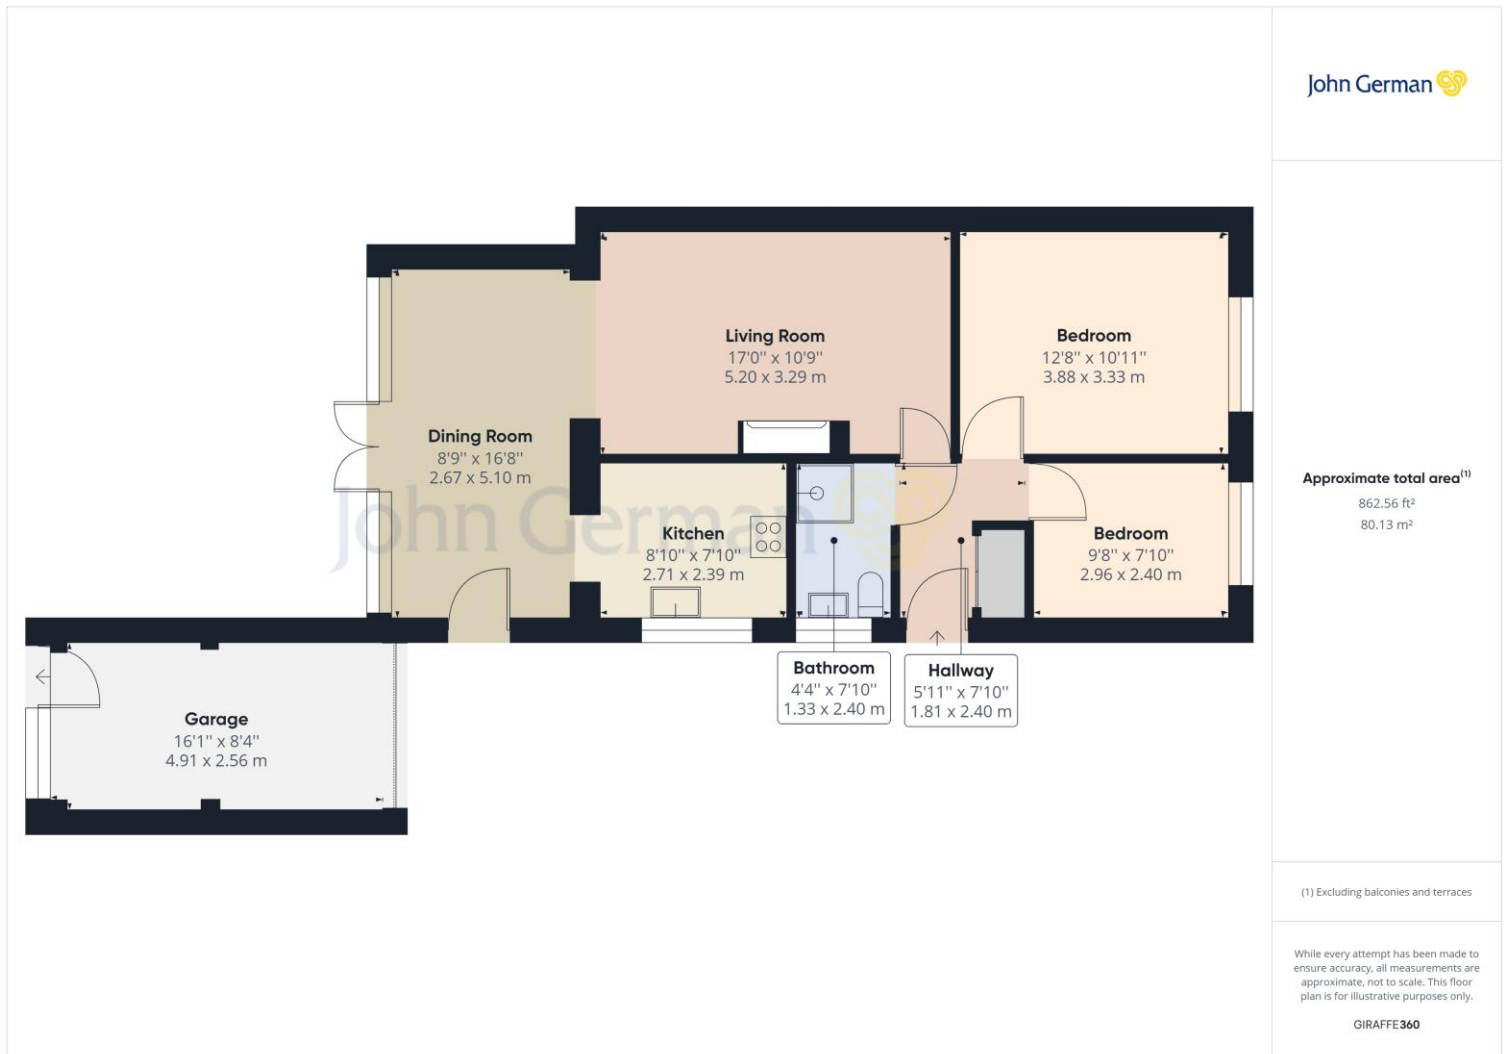 John German
Living Room
17'0'' x 10'9''
5.20 x 3.29 m
Bedroom
12'8'' x 10'11''
3.88 x 3.33 m
Dining Room
8'9'' x 16'8''
2.67 x 5.10 m
John German
Kitchen
8'10'' x 7'10''
2.71 x 2.39 m
Bedroom
9'8'' x 7'10''
2.96 x 2.40 m
Bathroom
4'4'' x 7'10''
1.33 x 2.40 m
Hallway
5'11'' x 7'10''
1.81 x 2.40 m
Garage
16'1'' x 8'4''
4.91 x 2.56 m
Approximate total area(1)
862.56 ft²
80.13 m²
(1) Excluding balconies and terraces
While every attempt has been made to
ensure accuracy, all measurements are
approximate, not to scale. This floor
plan is for illustrative purposes only.
GIRAFFE360